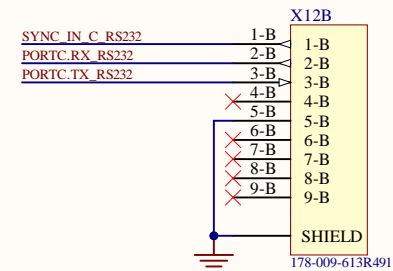 X12B
SYNC_IN_C_RS232 1-B 1-B
PORTC.RX_RS232 2-B 2-B
PORTC.TX_RS232 3-B 3-B
4-B 4-B
5-B 5-B
6-B 6-B
7-B 7-B
8-B 8-B
9-B 9-B
SHIELD
178-009-613R491